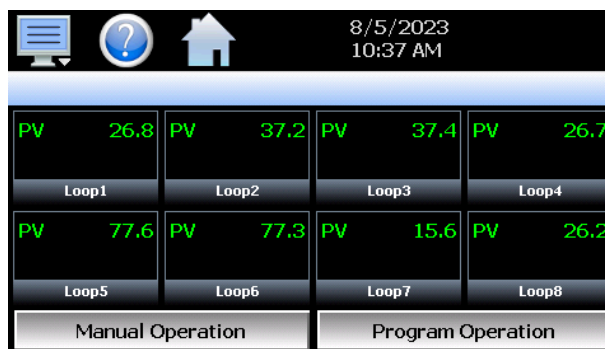 8/5/2023
10:37 AM
PV 26.8 PV 37.2 PV 37.4 PV 26.7
Loop1 Loop2 Loop3 Loop4
PV 77.6 PV 77.3 PV 15.6 PV 26.2
Loop5 Loop6 Loop7 Loop8
Manual Operation Program Operation